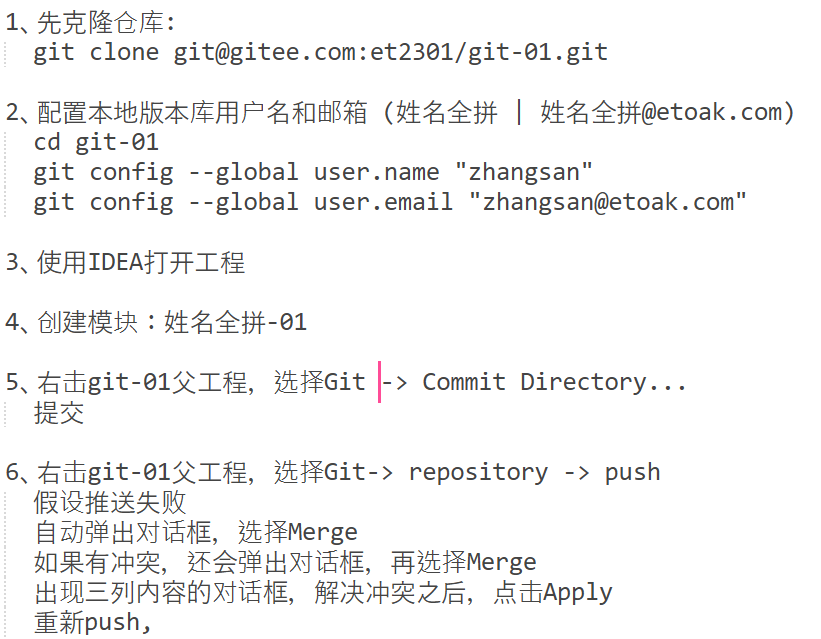 1、先克隆仓库:
git clone git@gitee.com:et2301/git-01.git
2、配置本地版本库用户名和邮箱 (姓名全拼 | 姓名全拼@etoak.com)
cd git-01
git config --global user.name "zhangsan"
git config --global user.email "zhangsan@etoak.com"
3、使用IDEA打开工程
4、创建模块：姓名全拼-01
5、右击git-01父工程, 选择Git -> Commit Directory...
提交
6、右击git-01父工程, 选择Git-> repository -> push
假设推送失败
自动弹出对话框, 选择Merge
如果有冲突, 还会弹出对话框, 再选择Merge
出现三列内容的对话框, 解决冲突之后, 点击Apply
重新push,